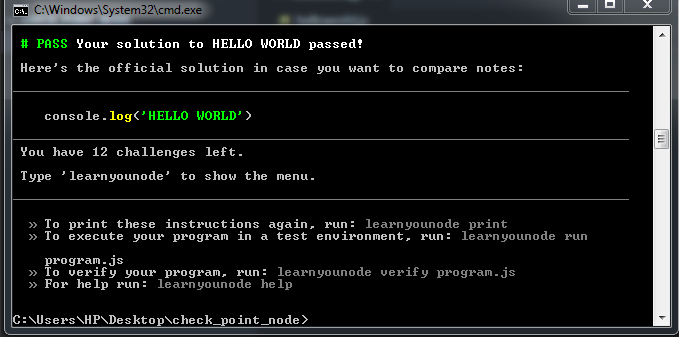 C:\Windows\System32\cmd.exe
# PASS Your solution to HELLO WORLD passed!
Here's the official solution in case you want to compare notes:
console.log('HELLO WORLD')
You have 12 challenges left.
Type 'learnyounode' to show the menu.
» To print these instructions again, run: learnyounode print
» To execute your program in a test environment, run: learnyounode run
program.js
» To verify your program, run: learnyounode verify program.js
» For help run: learnyounode help
C:\Users\HP\Desktop\check_point_node>